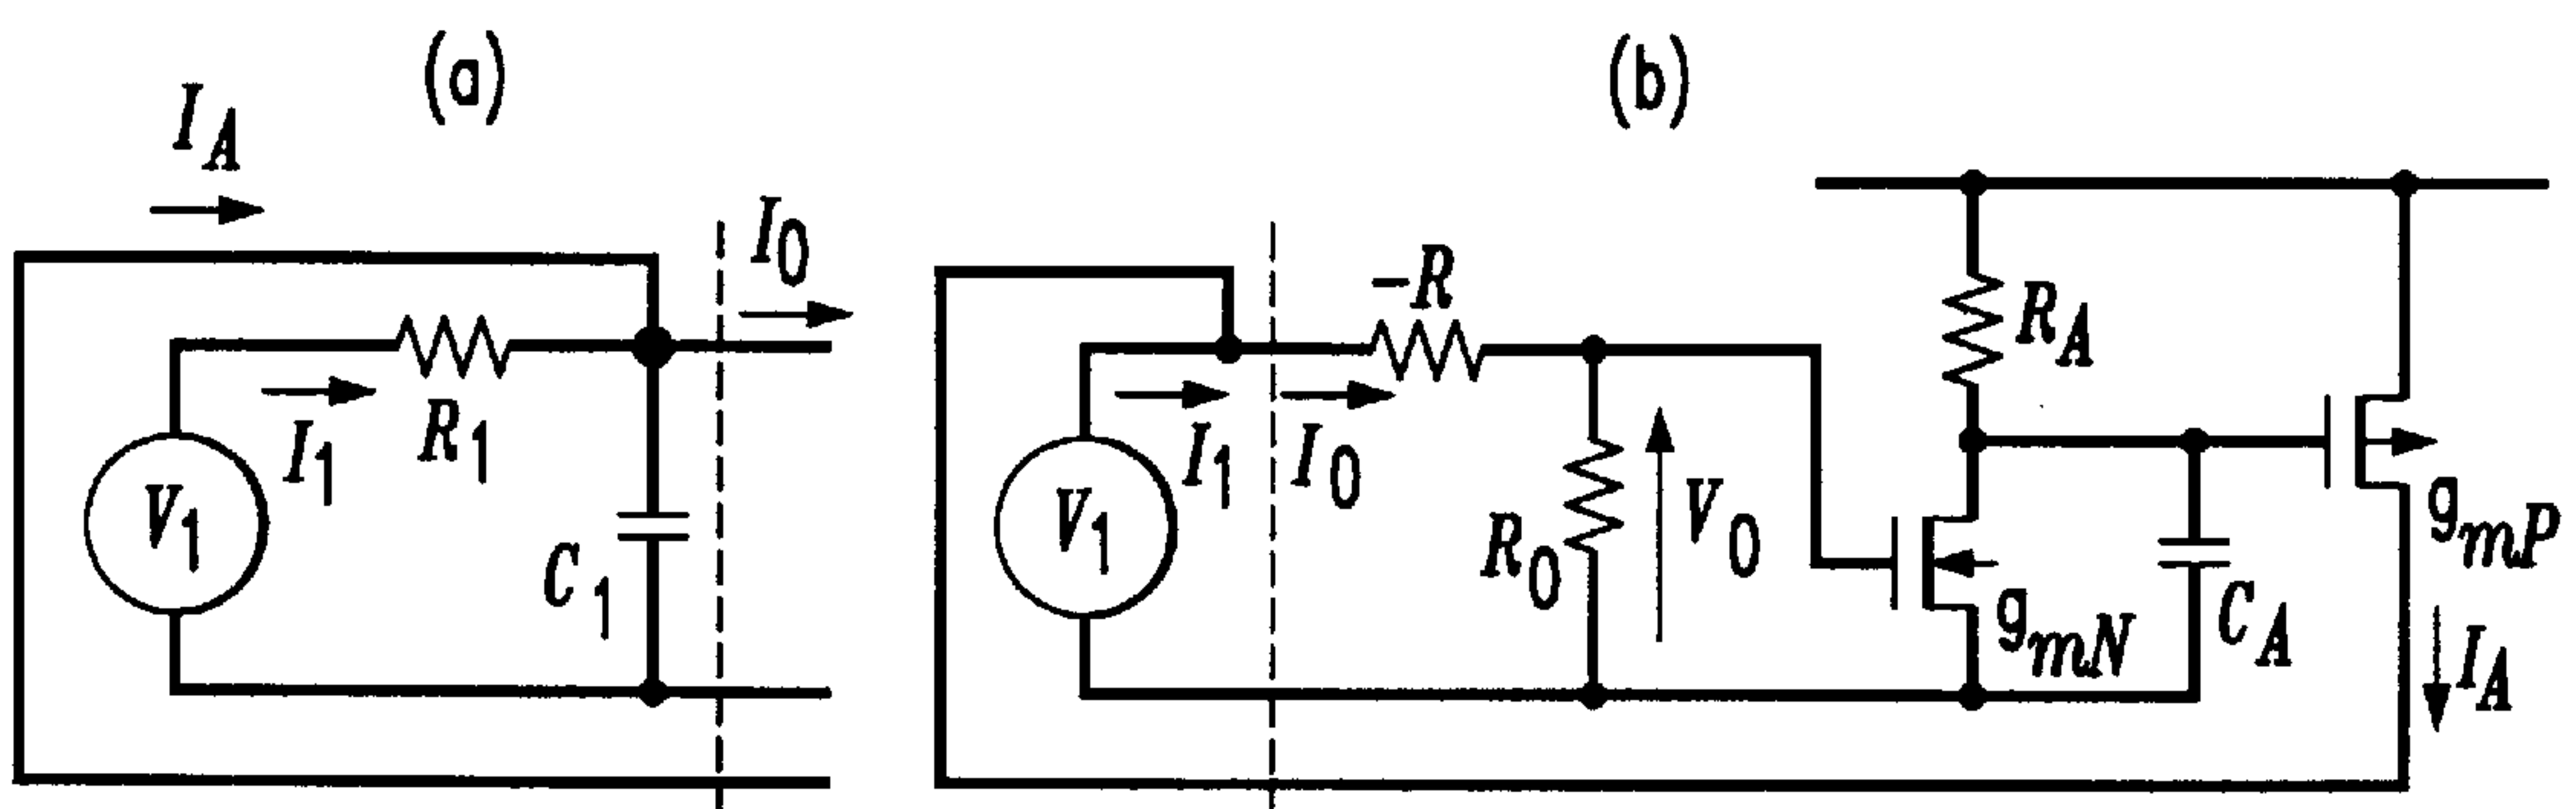 (a)
I_A
I_0
I_1
R_1
V_1
C_1
(b)
-R
R_A
I_1
I_0
V_1
R_0
V_0
g_mN
C_A
g_mP
I_A